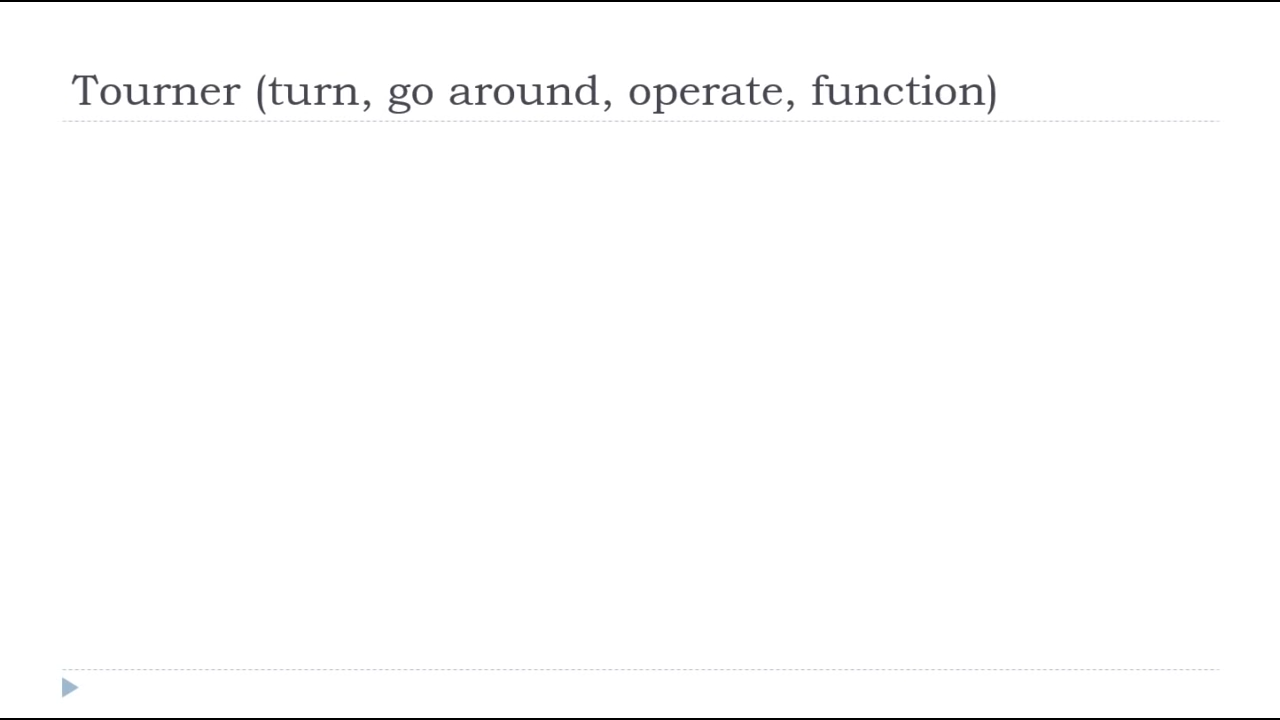 Tourner (turn, go around, operate, function)